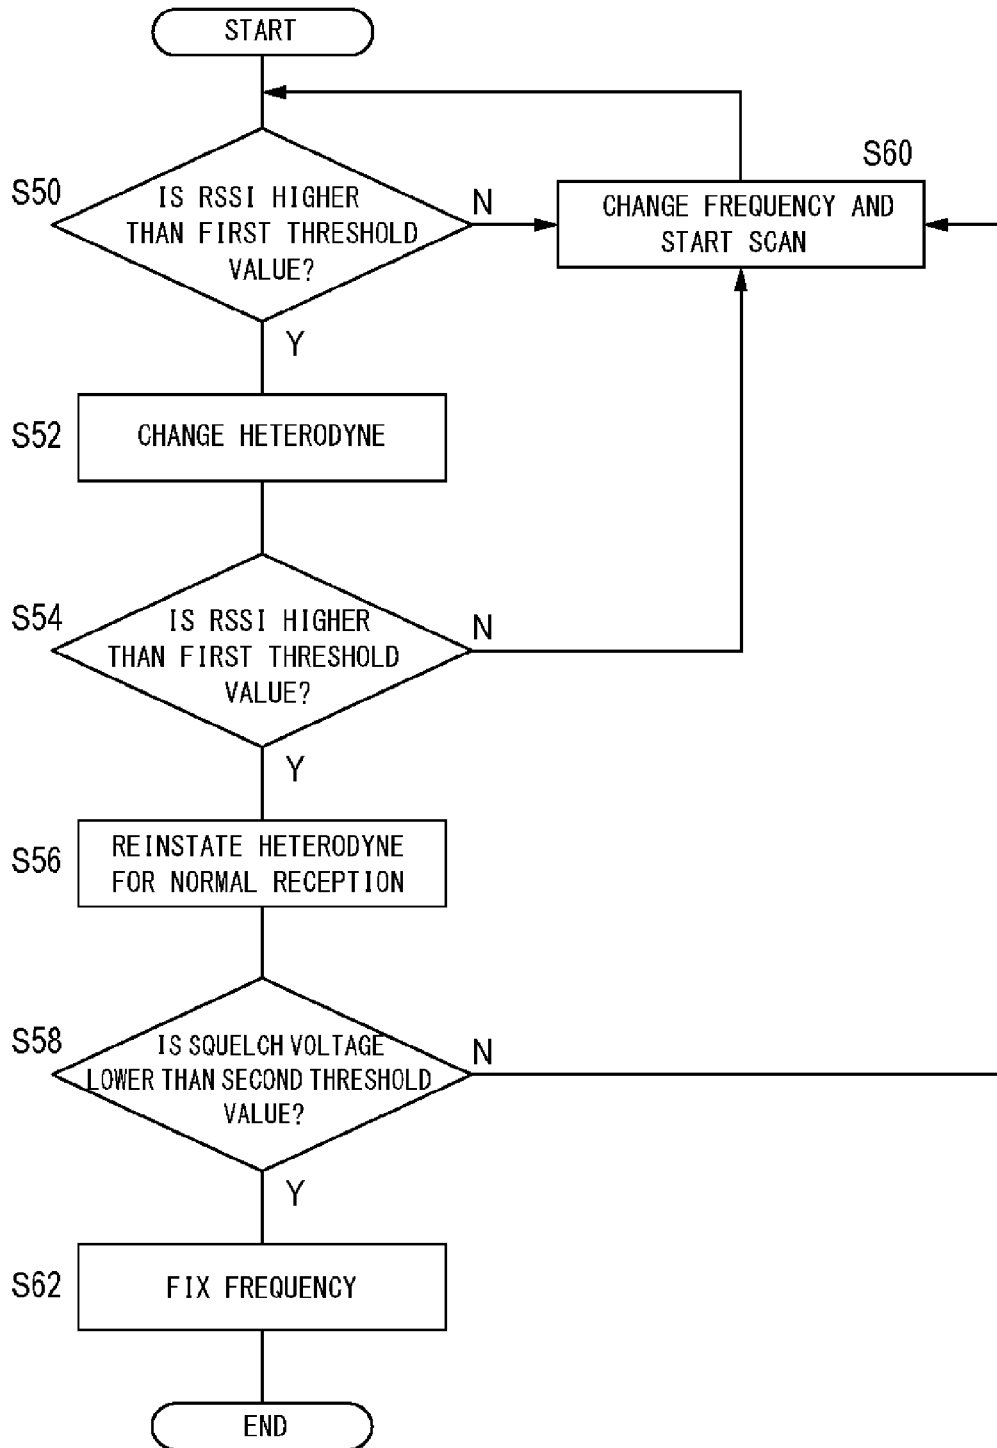 START
S60
S50
IS RSSI HIGHER
THAN FIRST THRESHOLD
VALUE?
N
CHANGE FREQUENCY AND
START SCAN
Y
S52
CHANGE HETERODYNE
S54
IS RSSI HIGHER
THAN FIRST THRESHOLD
VALUE?
N
Y
S56
REINSTATE HETERODYNE
FOR NORMAL RECEPTION
S58
IS SQUELCH VOLTAGE
LOWER THAN SECOND THRESHOLD
VALUE?
N
Y
S62
FIX FREQUENCY
END